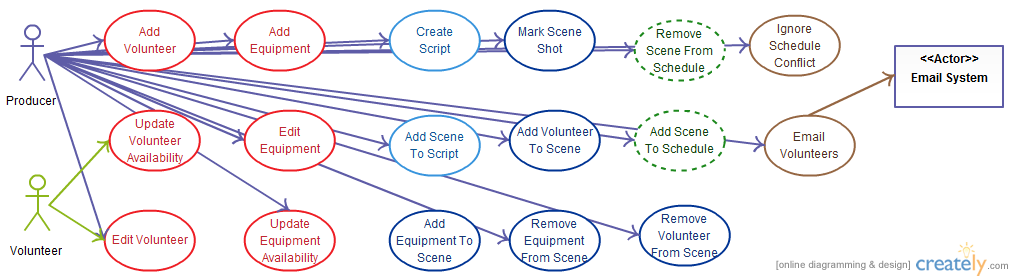 Add
Volunteer
Add
Equipment
Create
Script
Mark Scene
Shot
Remove
Scene From
Schedule
Ignore
Schedule
Conflict
<<Actor>>
Email System
Producer
Update
Volunteer
Availability
Edit
Equipment
Add Scene
To Script
Add Volunteer
To Scene
Add Scene
To Schedule
Email
Volunteers
Volunteer
Edit Volunteer
Update
Equipment
Availability
Add
Equipment To
Scene
Remove
Equipment
From Scene
Remove
Volunteer
From Scene
[online diagramming & design] creately.com